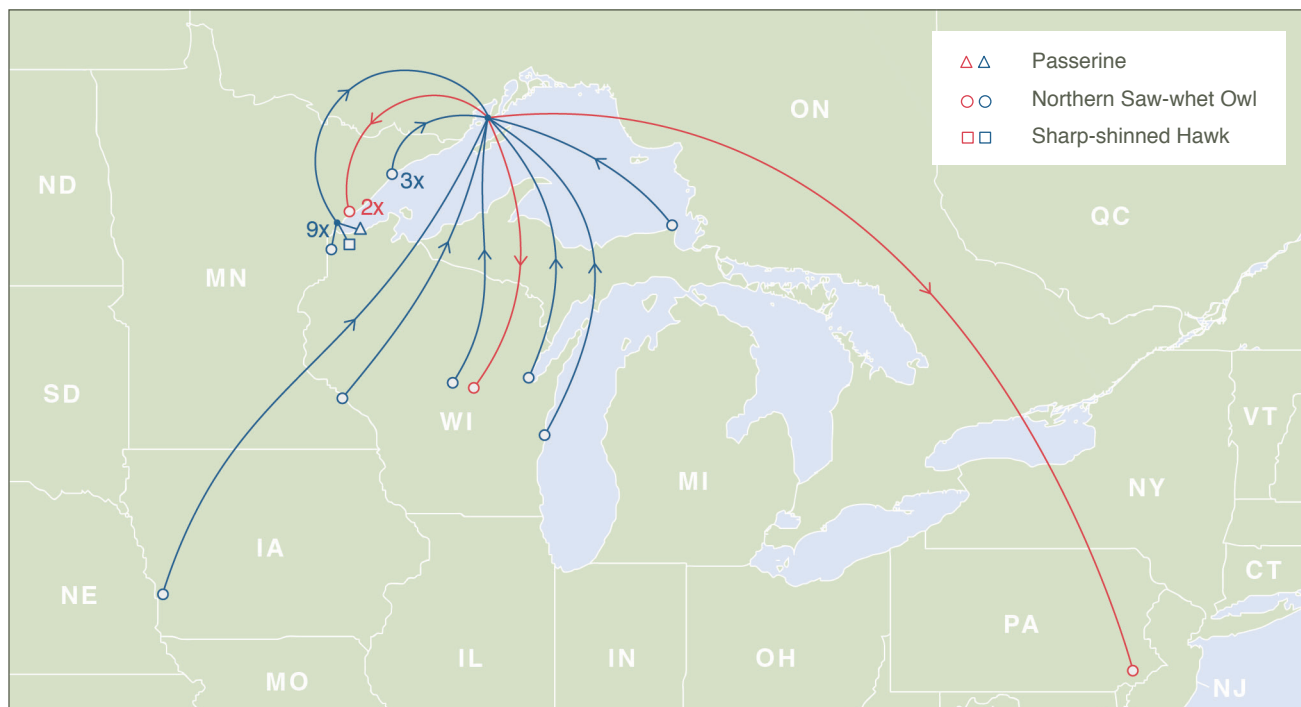 Passerine
Northern Saw-whet Owl
Sharp-shinned Hawk
ON
ND
3x
2x
9x
QC
MN
SD
WI
VT
MI
NY
IA
CT
NE
PA
IL
IN
OH
MO
NJ